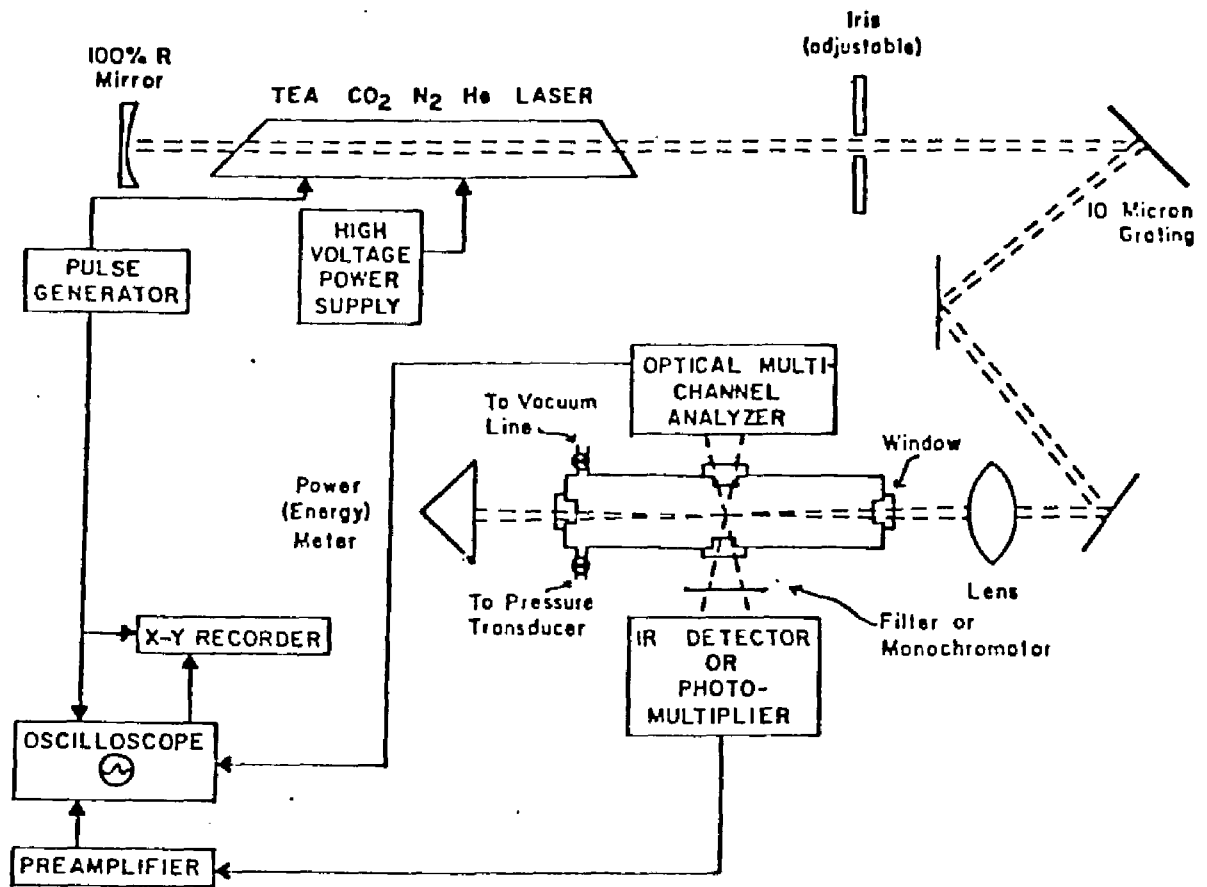 100% R
Mirror
TEA CO2 N2 He LASER
Iris
(adjustable)
10 Micron
Grating
PULSE
GENERATOR
HIGH
VOLTAGE
POWER
SUPPLY
OPTICAL MULTI-
CHANNEL
ANALYZER
To Vacuum
Line
Window
Power
(Energy)
Meter
Lens
To Pressure
Transducer
Filter or
Monochromator
X-Y RECORDER
IR DETECTOR
OR
PHOTO-
MULTIPLIER
OSCILLOSCOPE
PREAMPLIFIER